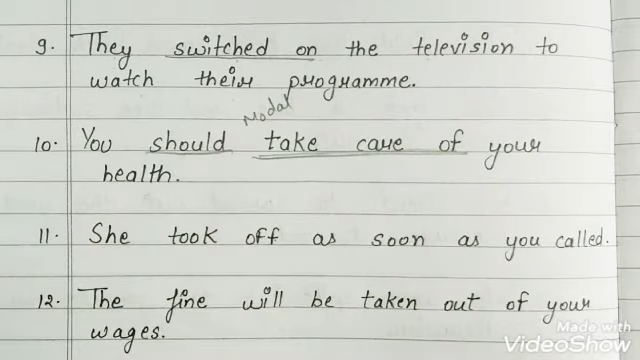 9. They switched on the television to
watch their programme.
Modal
10. You should take care of your
health.
11. She took off as soon as you called.
12. The fine will be taken out of your
wages.
Made with
VideoShow